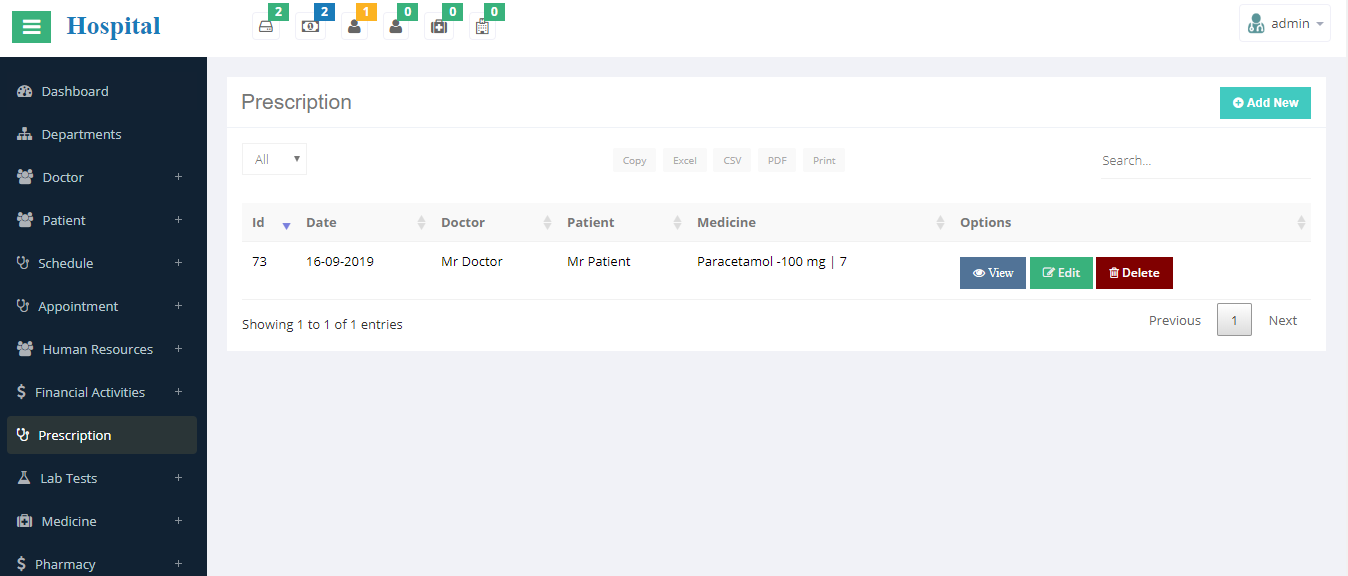 Hospital
2 2 1 0 0 0
admin
Dashboard
Departments
Doctor +
Patient +
Schedule +
Appointment +
Human Resources +
$ Financial Activities +
Prescription
Lab Tests +
Medicine +
$ Pharmacy +
Prescription
Add New
All
Copy Excel CSV PDF Print
Search...
Id Date Doctor Patient Medicine Options
73 16-09-2019 Mr Doctor Mr Patient Paracetamol -100 mg | 7 View Edit Delete
Showing 1 to 1 of 1 entries
Previous 1 Next